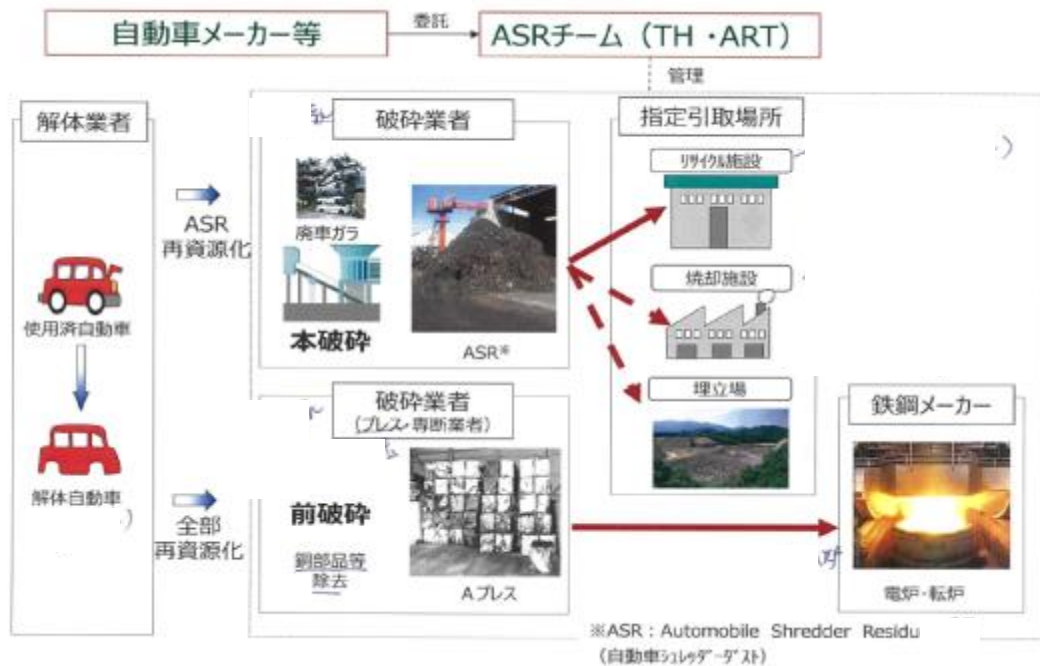 自動車メーカー等
委託
ASRチーム（TH・ART）
管理
解体業者
使用済自動車
解体自動車
ASR
再資源化
全部
再資源化
破砕業者
廃車ガラ
本破砕
ASR※
破砕業者
(プレス・専断業者)
前破砕
銅部品等
除去
Aプレス
指定引取場所
リサイクル施設
焼却施設
埋立場
鉄鋼メーカー
電炉・転炉
※ASR：Automobile Shredder Residu
（自動車シュレッダーダスト）